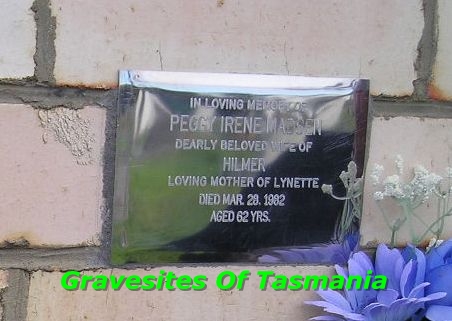 IN LOVING MEMORY OF
PEGGY IRENE MADSEN
DEARLY BELOVED WIFE OF
HILMER
LOVING MOTHER OF LYNETTE
DIED MAR. 28. 1982
AGED 62 YRS.
Gravesites Of Tasmania